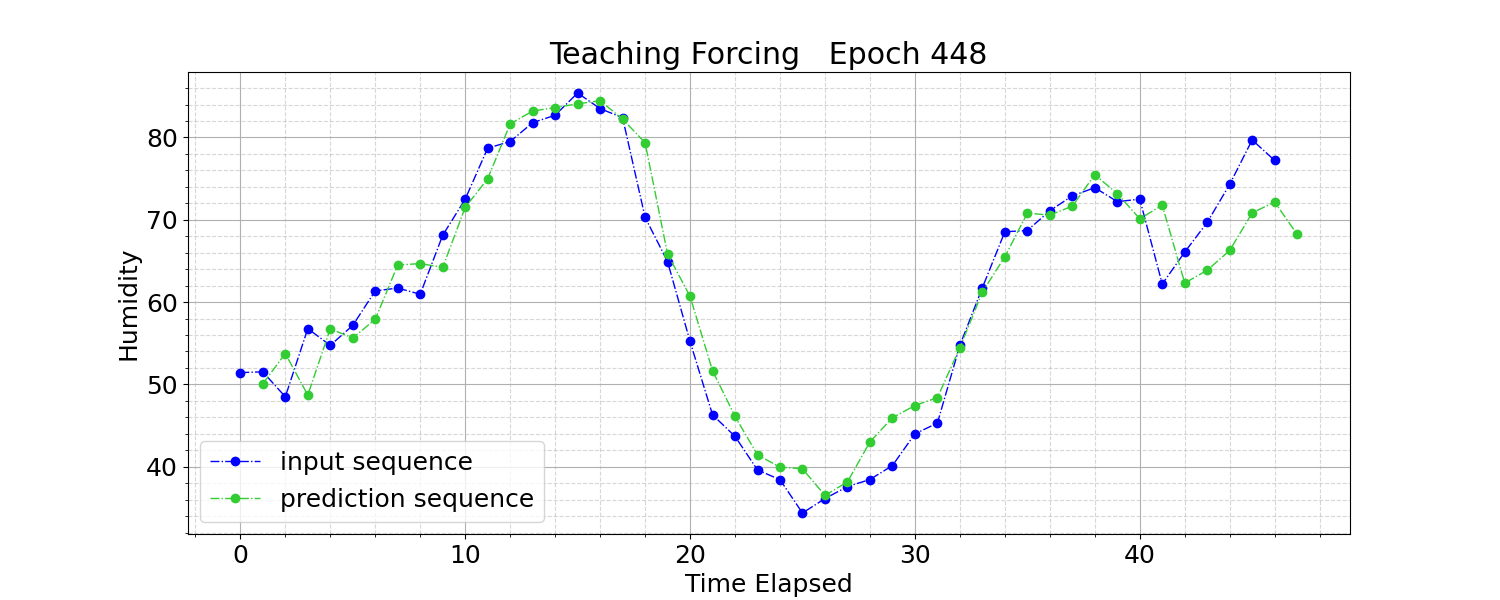 Teaching Forcing   Epoch 448
Humidity
80
70
60
50
40
input sequence
prediction sequence
0 10 20 30 40
Time Elapsed